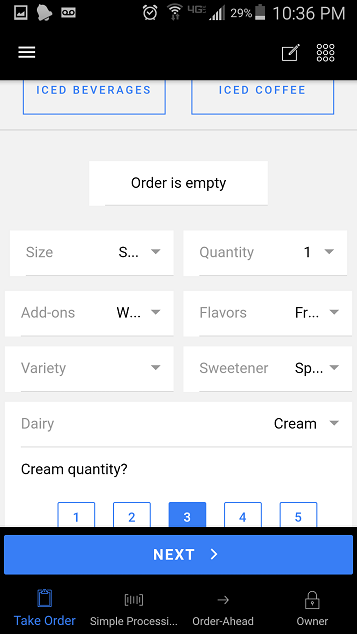 29% 10:36 PM
ICED BEVERAGES ICED COFFEE
Order is empty
Size S... Quantity 1
Add-ons W... Flavors Fr...
Variety Sweetener Sp...
Dairy Cream
Cream quantity?
1 2 3 4 5
NEXT
Take Order Simple Processi... Order-Ahead Owner